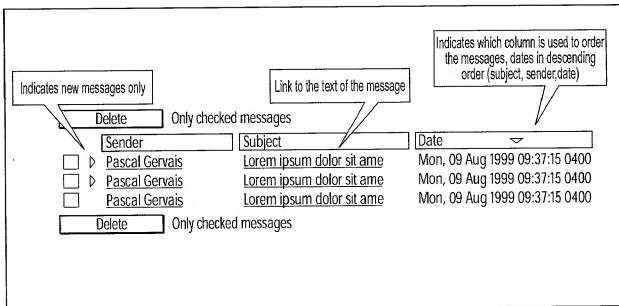 Indicates which column is used to order
the messages, dates in descending
order (subject, sender,date)
Indicates new messages only
Link to the text of the message
Delete Only checked messages
Sender Subject Date
Pascal Gervais Lorem ipsum dolor sit ame Mon, 09 Aug 1999 09:37:15 0400
Pascal Gervais Lorem ipsum dolor sit ame Mon, 09 Aug 1999 09:37:15 0400
Pascal Gervais Lorem ipsum dolor sit ame Mon, 09 Aug 1999 09:37:15 0400
Delete Only checked messages